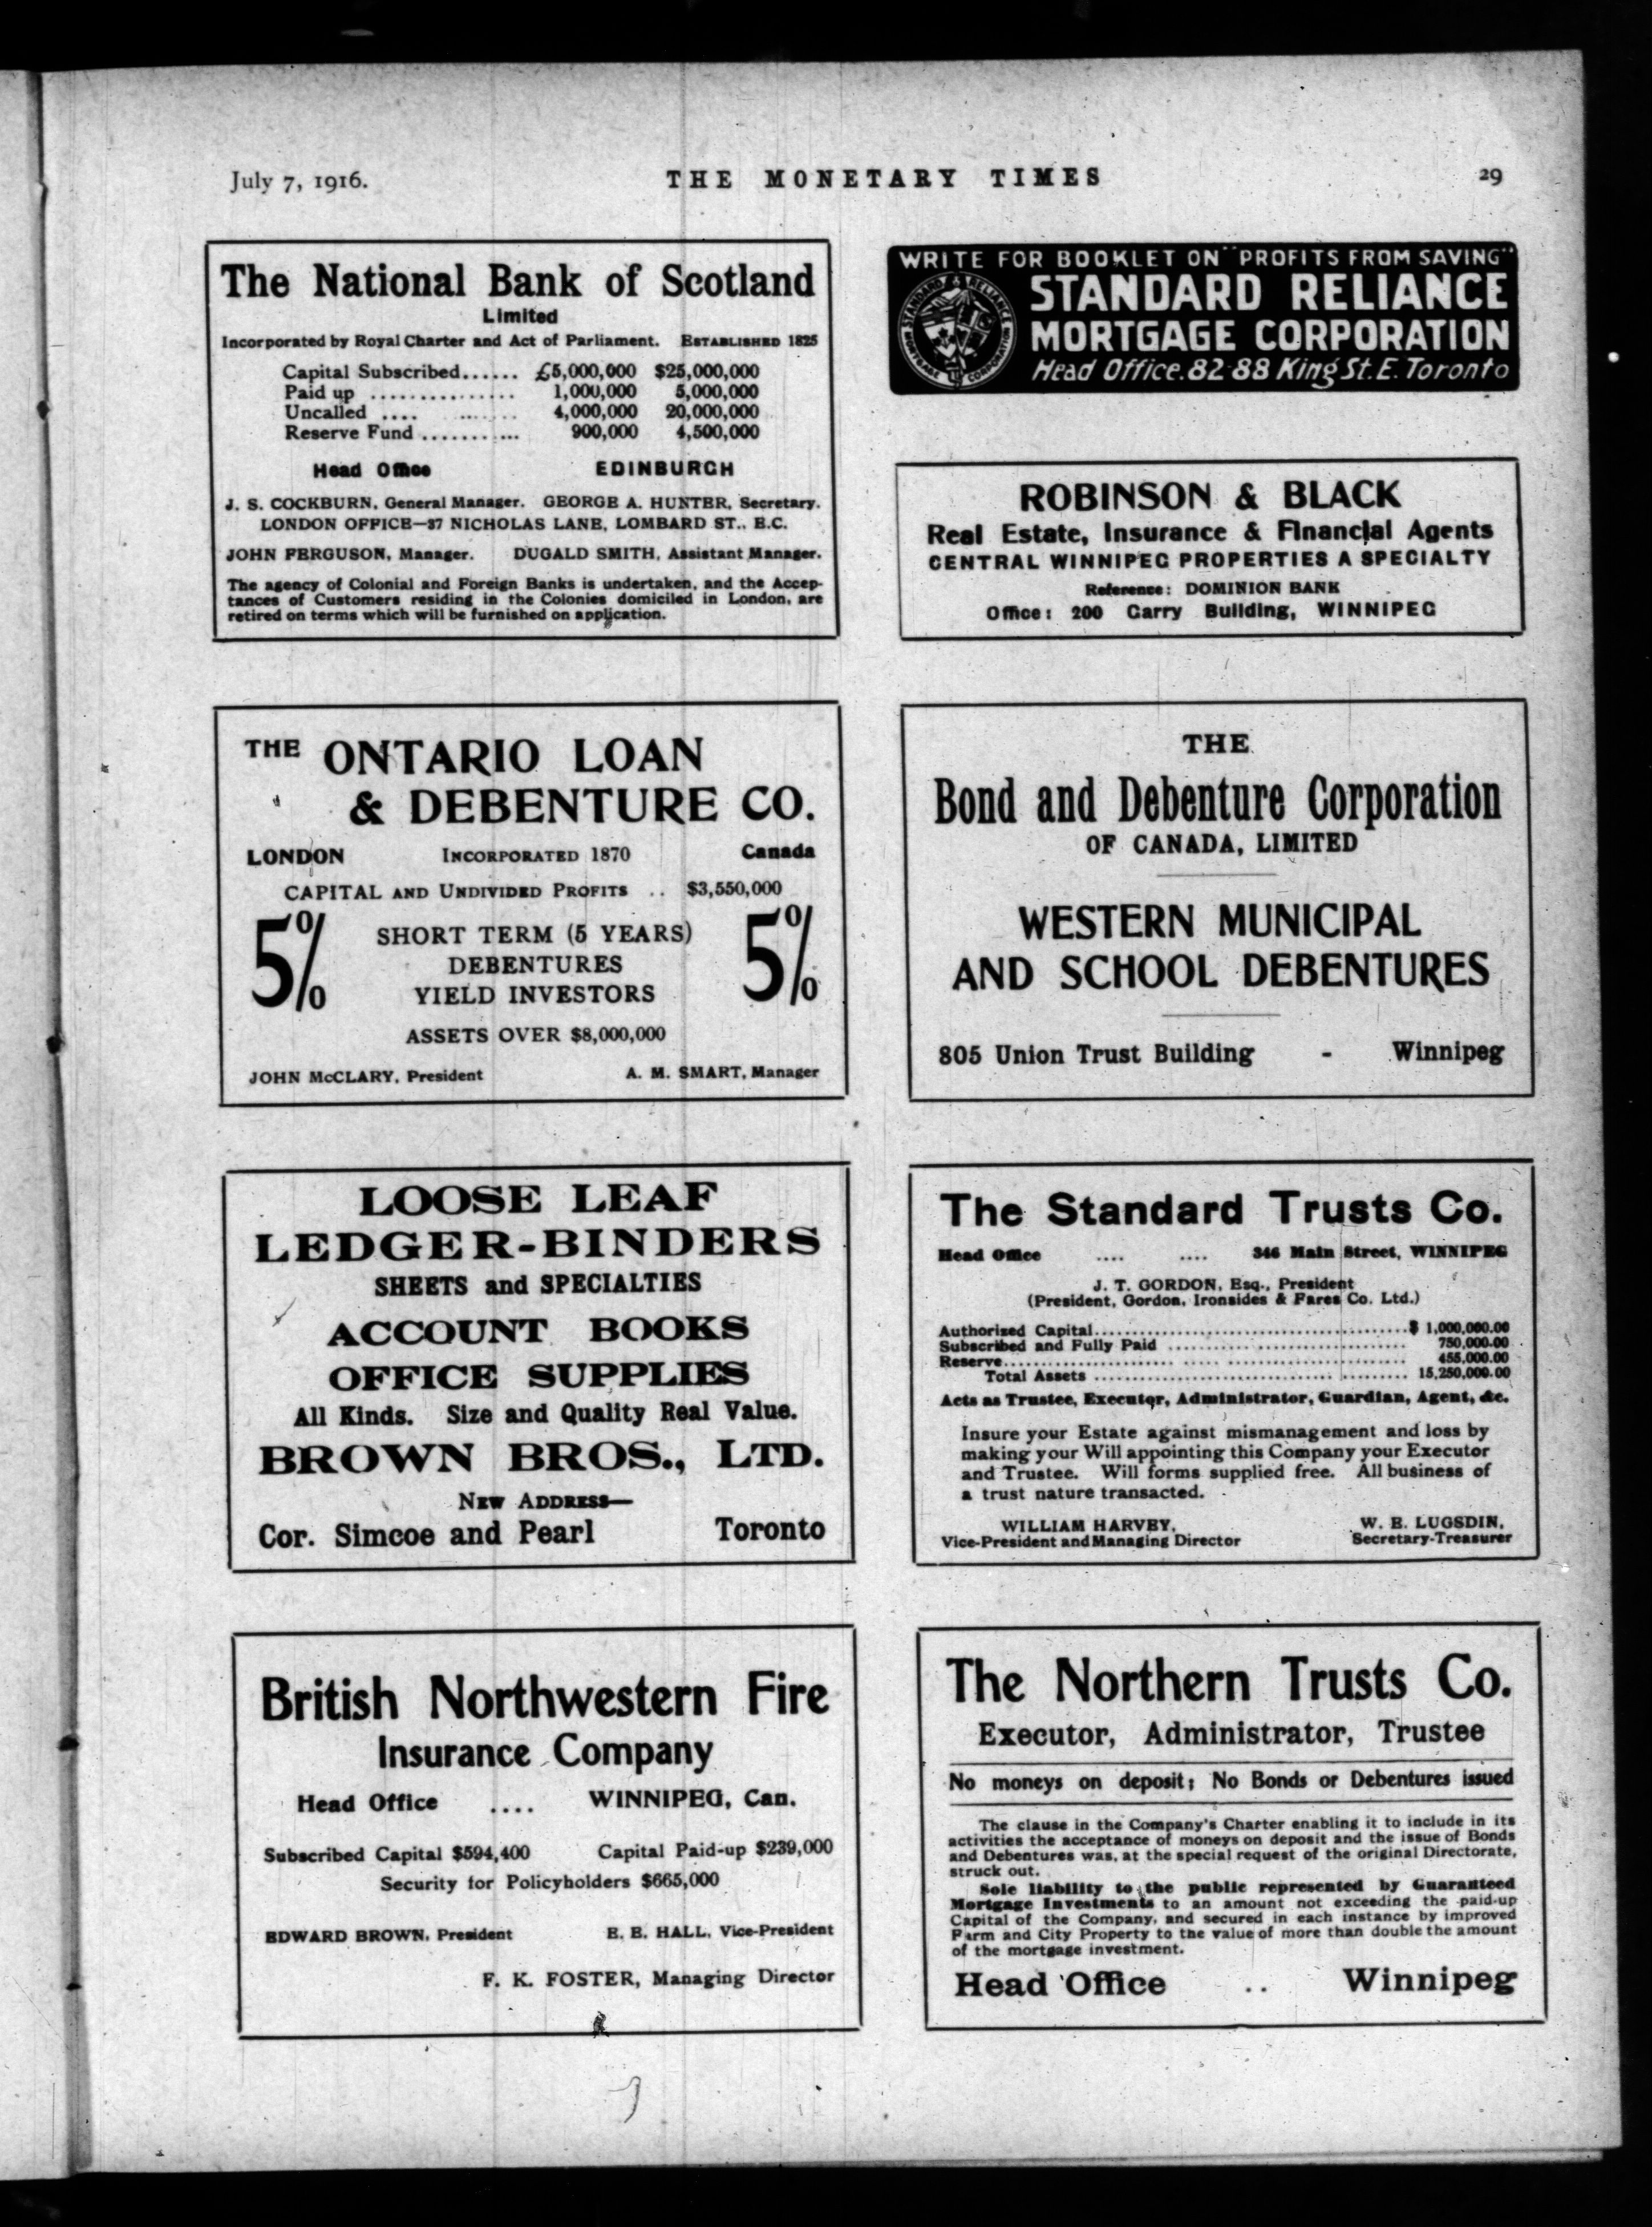 July 7, 1916.
THE MONETARY TIMES
29
The National Bank of Scotland
Limited
Incorporated by Royal Charter and Act of Parliament. ESTABLISHED 1825
Capital Subscribed...... £5,000,000 $25,000,000
Paid up ............... 1,000,000 5,000,000
Uncalled .... ...... 4,000,000 20,000,000
Reserve Fund .......... 900,000 4,500,000
Head Office EDINBURGH
J. S. COCKBURN, General Manager. GEORGE A. HUNTER, Secretary.
LONDON OFFICE—37 NICHOLAS LANE, LOMBARD ST., E.C.
JOHN FERGUSON, Manager. DUGALD SMITH, Assistant Manager.
The agency of Colonial and Foreign Banks is undertaken, and the Accep-
tances of Customers residing in the Colonies domiciled in London, are
retired on terms which will be furnished on application.
THE ONTARIO LOAN
& DEBENTURE CO.
LONDON INCORPORATED 1870 Canada
CAPITAL AND UNDIVIDED PROFITS .. $3,550,000
5% SHORT TERM (5 YEARS) 5%
DEBENTURES
YIELD INVESTORS
ASSETS OVER $8,000,000
JOHN McCLARY, President A. M. SMART, Manager
LOOSE LEAF
LEDGER-BINDERS
SHEETS and SPECIALTIES
ACCOUNT BOOKS
OFFICE SUPPLIES
All Kinds. Size and Quality Real Value.
BROWN BROS., LTD.
NEW ADDRESS—
Cor. Simcoe and Pearl Toronto
British Northwestern Fire
Insurance Company
Head Office .... WINNIPEG, Can.
Subscribed Capital $594,400 Capital Paid-up $239,000
Security for Policyholders $665,000
EDWARD BROWN, President E. E. HALL, Vice-President
F. K. FOSTER, Managing Director
WRITE FOR BOOKLET ON "PROFITS FROM SAVING"
STANDARD RELIANCE
MORTGAGE CORPORATION
Head Office. 82-88 King St. E. Toronto
STANDARD RELIANCE MORTGAGE CORPORATION
ROBINSON & BLACK
Real Estate, Insurance & Financial Agents
CENTRAL WINNIPEG PROPERTIES A SPECIALTY
Reference: DOMINION BANK
Office: 200 Garry Building, WINNIPEG
THE
Bond and Debenture Corporation
OF CANADA, LIMITED
WESTERN MUNICIPAL
AND SCHOOL DEBENTURES
805 Union Trust Building - Winnipeg
The Standard Trusts Co.
Head Office .... .... 346 Main Street, WINNIPEG
J. T. GORDON, Esq., President
(President, Gordon, Ironsides & Fares Co. Ltd.)
Authorized Capital..........................................$ 1,000,000.00
Subscribed and Fully Paid .................................. 750,000.00
Reserve..................................................... 455,000.00
Total Assets ............................................... 15,250,000.00
Acts as Trustee, Executor, Administrator, Guardian, Agent, &c.
Insure your Estate against mismanagement and loss by
making your Will appointing this Company your Executor
and Trustee. Will forms supplied free. All business of
a trust nature transacted.
WILLIAM HARVEY, W. E. LUGSDIN,
Vice-President and Managing Director Secretary-Treasurer
The Northern Trusts Co.
Executor, Administrator, Trustee
No moneys on deposit; No Bonds or Debentures issued
The clause in the Company's Charter enabling it to include in its
activities the acceptance of moneys on deposit and the issue of Bonds
and Debentures was, at the special request of the original Directorate,
struck out.
Sole liability to the public represented by Guaranteed
Mortgage Investments to an amount not exceeding the paid-up
Capital of the Company, and secured in each instance by improved
Farm and City Property to the value of more than double the amount
of the mortgage investment.
Head Office .. Winnipeg